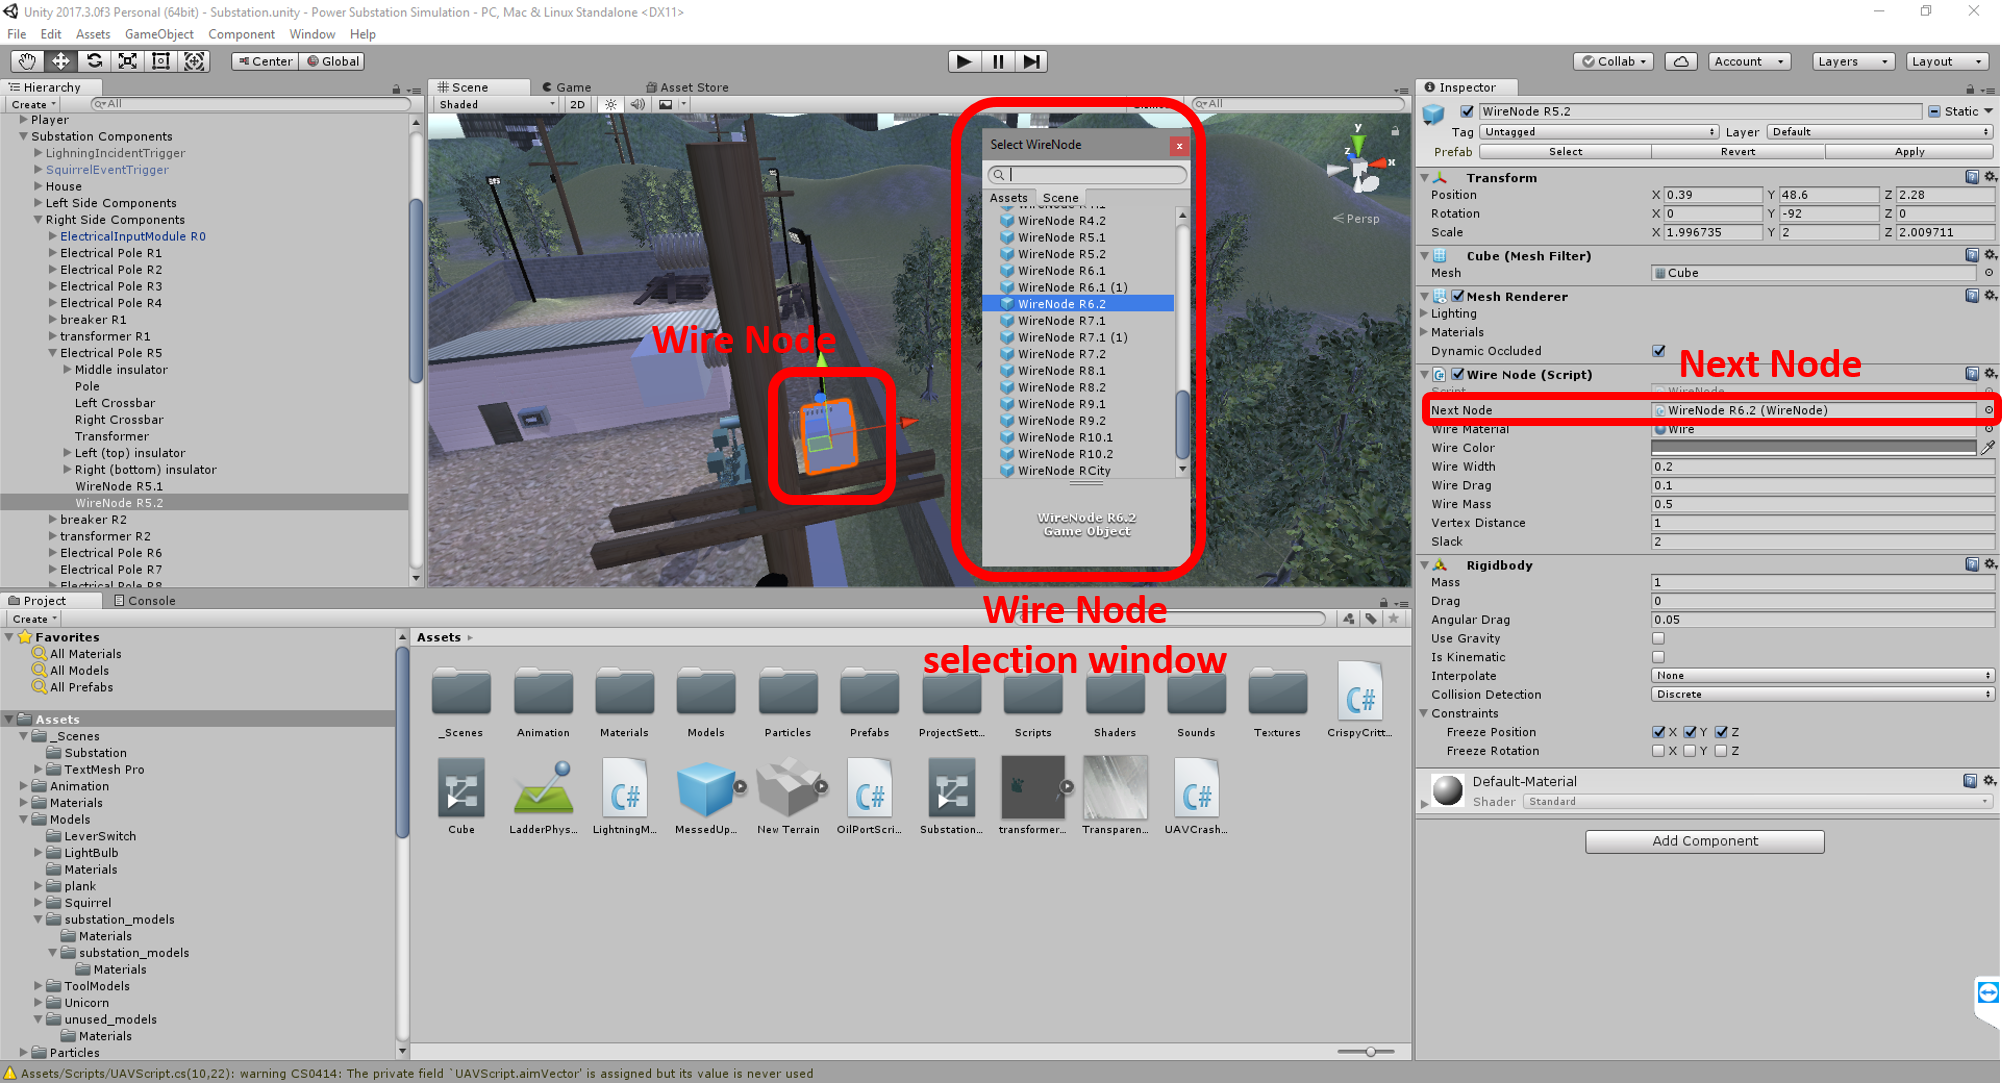 Unity 2017.3.0f3 Personal (64bit) - Substation.unity - Power Substation Simulation - PC, Mac & Linux Standalone <DX11>
File Edit Assets GameObject Component Window Help
Center Global
Collab Account Layers Layout
Hierarchy
Create All
Player
Substation Components
LighningIncidentTrigger
SquirrelEventTrigger
House
Left Side Components
Right Side Components
ElectricalInputModule R0
Electrical Pole R1
Electrical Pole R2
Electrical Pole R3
Electrical Pole R4
breaker R1
transformer R1
Electrical Pole R5
Middle insulator
Pole
Left Crossbar
Right Crossbar
Transformer
Left (top) insulator
Right (bottom) insulator
WireNode R5.1
WireNode R5.2
breaker R2
transformer R2
Electrical Pole R6
Electrical Pole R7
Electrical Pole R8
Scene Game Asset Store
Shaded 2D All
y
z x
Persp
Wire Node
Select WireNode
x
Assets Scene
WireNode R4.1
WireNode R4.2
WireNode R5.1
WireNode R5.2
WireNode R6.1
WireNode R6.1 (1)
WireNode R6.2
WireNode R7.1
WireNode R7.1 (1)
WireNode R7.2
WireNode R8.1
WireNode R8.2
WireNode R9.1
WireNode R9.2
WireNode R10.1
WireNode R10.2
WireNode RCity
WireNode R6.2
Game Object
Wire Node
selection window
Inspector
WireNode R5.2 Static
Tag Untagged Layer Default
Prefab Select Revert Apply
Transform
Position X 0.39 Y 48.6 Z 2.28
Rotation X 0 Y -92 Z 0
Scale X 1.996735 Y 2 Z 2.009711
Cube (Mesh Filter)
Mesh Cube
Mesh Renderer
Lighting
Materials
Dynamic Occluded
Next Node
Wire Node (Script)
Script WireNode
Next Node WireNode R6.2 (WireNode)
Wire Material Wire
Wire Color
Wire Width 0.2
Wire Drag 0.1
Wire Mass 0.5
Vertex Distance 1
Slack 2
Rigidbody
Mass 1
Drag 0
Angular Drag 0.05
Use Gravity
Is Kinematic
Interpolate None
Collision Detection Discrete
Constraints
Freeze Position X Y Z
Freeze Rotation X Y Z
Default-Material
Shader Standard
Add Component
Project Console
Create
Favorites
All Materials
All Models
All Prefabs
Assets
_Scenes
Substation
TextMesh Pro
Animation
Materials
Models
LeverSwitch
LightBulb
Materials
plank
Squirrel
substation_models
Materials
substation_models
Materials
ToolModels
Unicorn
unused_models
Materials
Particles
Assets
_Scenes Animation Materials Models Particles Prefabs ProjectSett... Scripts Shaders Sounds Textures CrispyCritt...
C#
C# C# C#
Cube LadderPhys... LightningM... MessedUp... New Terrain OilPortScri... Substation... transformer... Transparen... UAVCrash...
Assets/Scripts/UAVScript.cs(10,22): warning CS0414: The private field `UAVScript.aimVector' is assigned but its value is never used